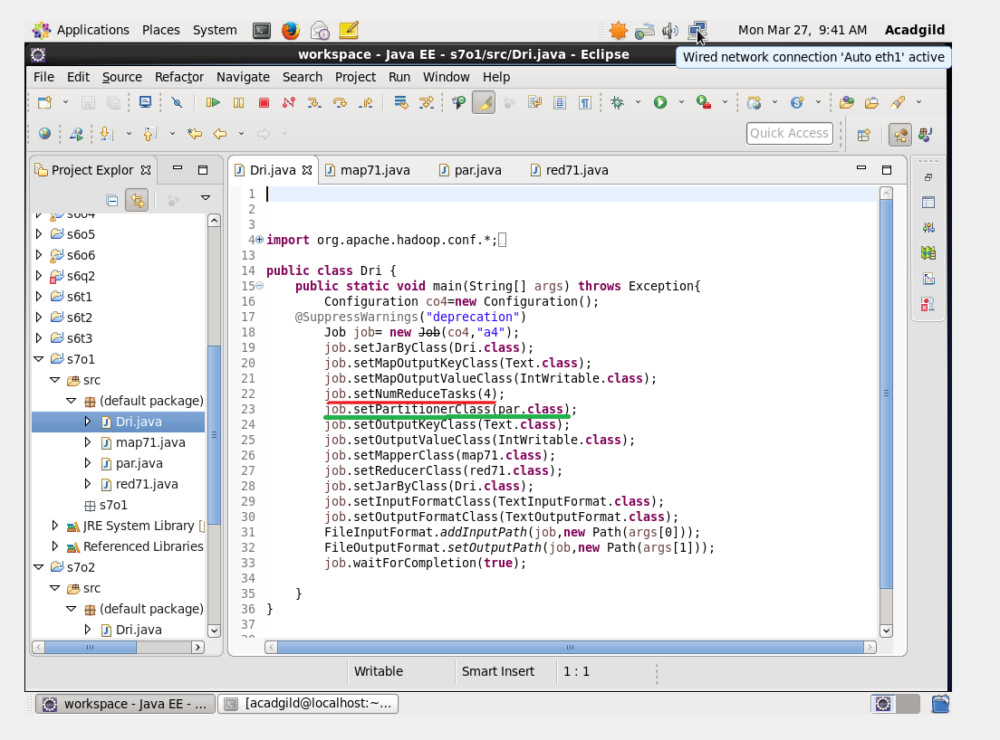 Applications Places System Mon Mar 27, 9:41 AM Acadgild
workspace - Java EE - s7o1/src/Dri.java - Eclipse
Wired network connection 'Auto eth1' active
File Edit Source Refactor Navigate Search Project Run Window Help
Quick Access
Project Explor
Dri.java map71.java par.java red71.java
s6o5
s6o6
s6q2
s6t1
s6t2
s6t3
s7o1
src
(default package)
Dri.java
map71.java
par.java
red71.java
s7o1
JRE System Library [
Referenced Libraries
s7o2
src
(default package)
Dri.java
1
2
3
4 import org.apache.hadoop.conf.*;
13
14 public class Dri {
15 public static void main(String[] args) throws Exception{
16 Configuration co4=new Configuration();
17 @SuppressWarnings("deprecation")
18 Job job= new Job(co4,"a4");
19 job.setJarByClass(Dri.class);
20 job.setMapOutputKeyClass(Text.class);
21 job.setMapOutputValueClass(IntWritable.class);
22 job.setNumReduceTasks(4);
23 job.setPartitionerClass(par.class);
24 job.setOutputKeyClass(Text.class);
25 job.setOutputValueClass(IntWritable.class);
26 job.setMapperClass(map71.class);
27 job.setReducerClass(red71.class);
28 job.setJarByClass(Dri.class);
29 job.setInputFormatClass(TextInputFormat.class);
30 job.setOutputFormatClass(TextOutputFormat.class);
31 FileInputFormat.addInputPath(job,new Path(args[0]));
32 FileOutputFormat.setOutputPath(job,new Path(args[1]));
33 job.waitForCompletion(true);
34
35 }
36 }
37
Writable Smart Insert 1 : 1
workspace - Java EE - ... [acadgild@localhost:~...